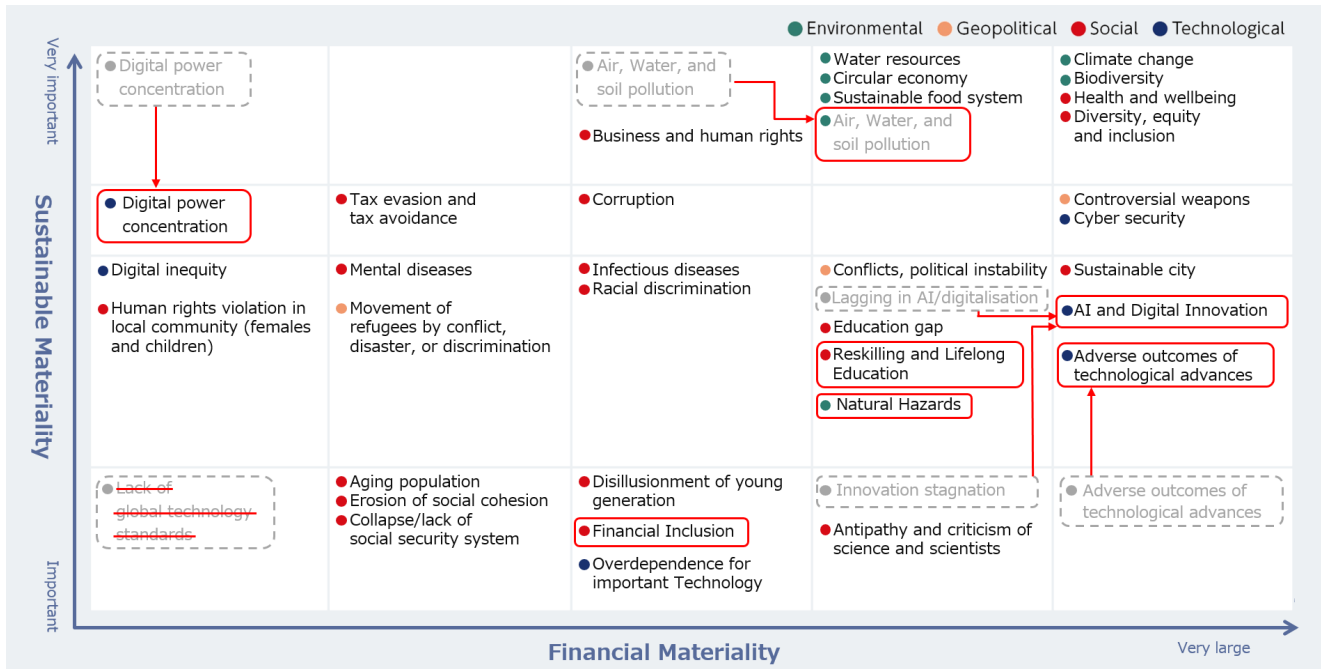 Environmental
Geopolitical
Social
Technological
Very important
Sustainable Materiality
Important
Digital power
concentration
Air, Water, and
soil pollution
Business and human rights
Water resources
Circular economy
Sustainable food system
Air, Water, and
soil pollution
Climate change
Biodiversity
Health and wellbeing
Diversity, equity
and inclusion
Digital power
concentration
Tax evasion and
tax avoidance
Corruption
Controversial weapons
Cyber security
Digital inequity
Human rights violation in
local community (females
and children)
Mental diseases
Movement of
refugees by conflict,
disaster, or discrimination
Infectious diseases
Racial discrimination
Conflicts, political instability
Lagging in AI/digitalisation
Education gap
Reskilling and Lifelong
Education
Natural Hazards
Sustainable city
AI and Digital Innovation
Adverse outcomes of
technological advances
Lack of
global technology
standards
Aging population
Erosion of social cohesion
Collapse/lack of
social security system
Disillusionment of young
generation
Financial Inclusion
Overdependence for
important Technology
Innovation stagnation
Antipathy and criticism of
science and scientists
Adverse outcomes of
technological advances
Financial Materiality
Very large